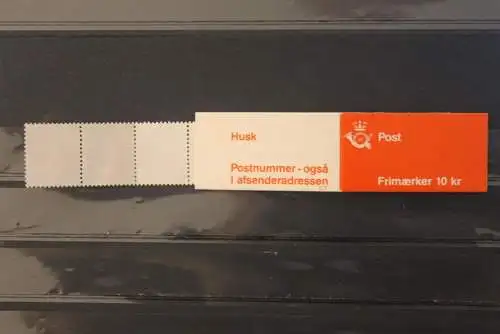 Husk
Postnummer - også
I afsenderadressen
Post
Frimærker 10 kr